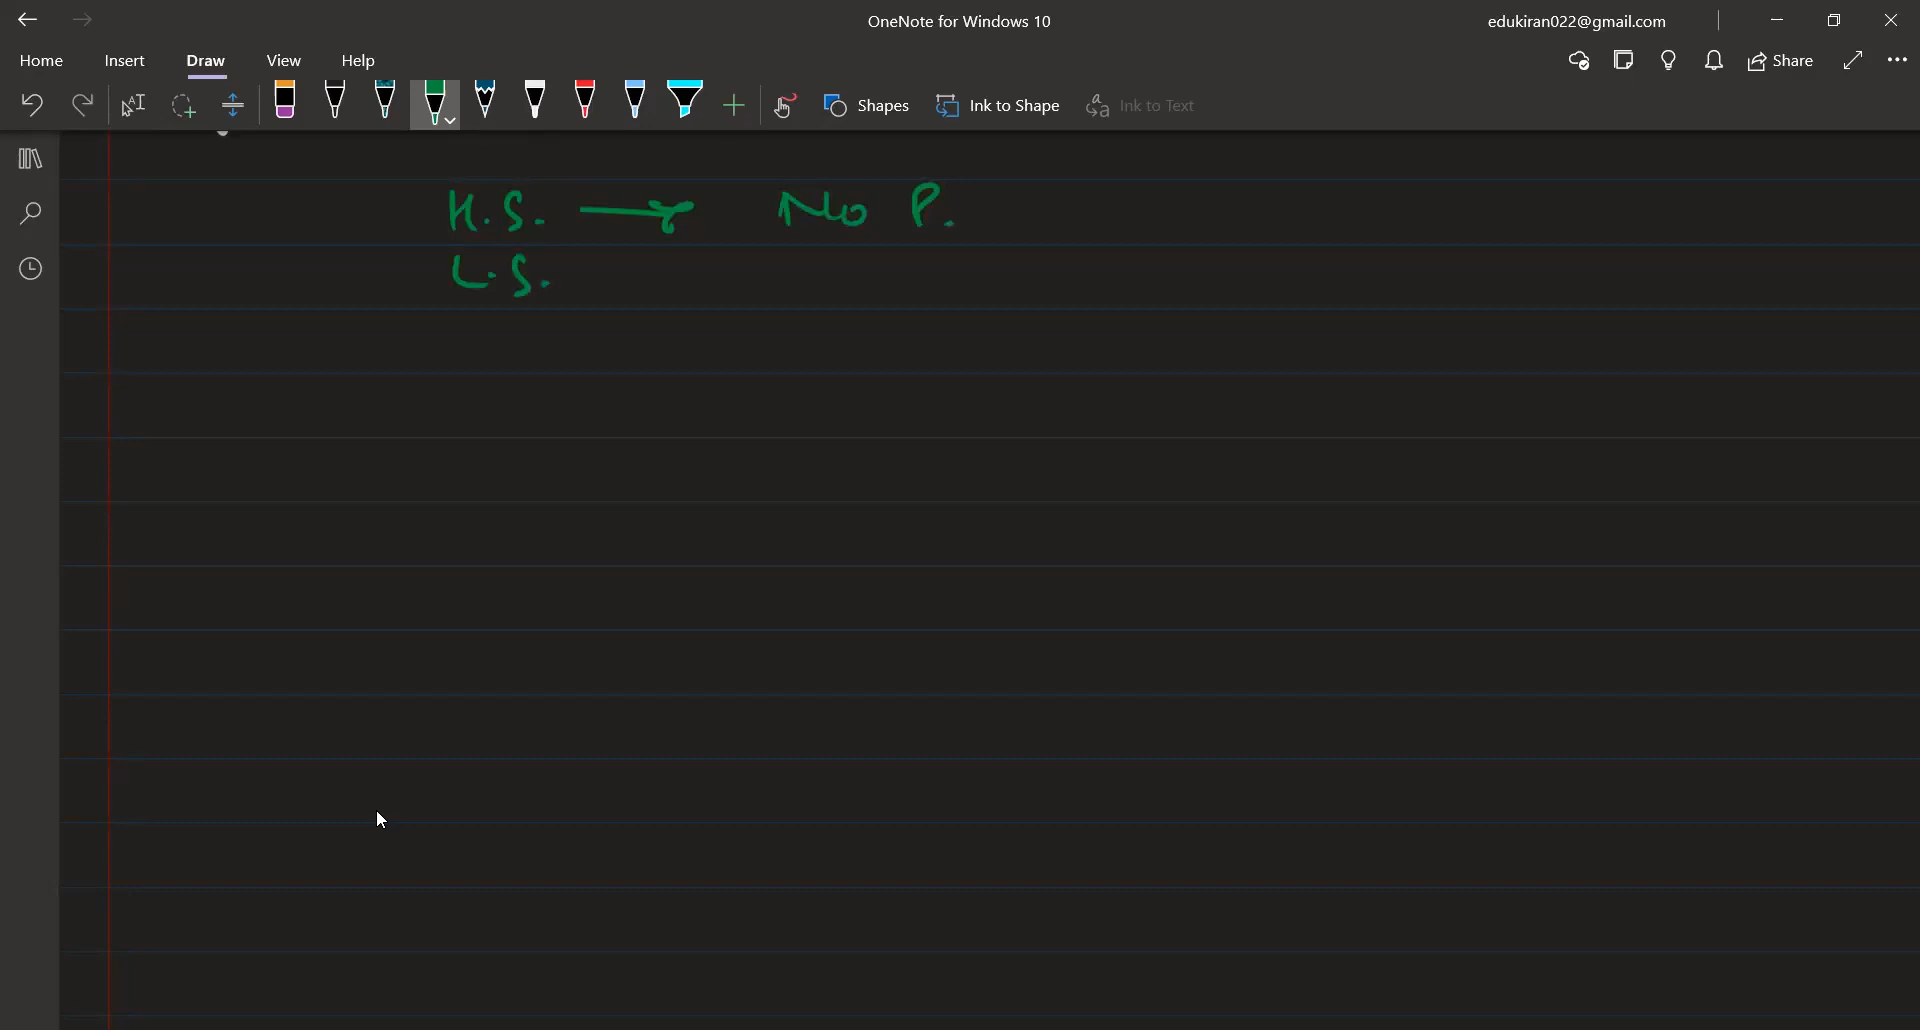 OneNote for Windows 10
edukiran022@gmail.com
Home Insert Draw View Help
Share
Shapes Ink to Shape Ink to Text
H.S. → No P.
L.S.